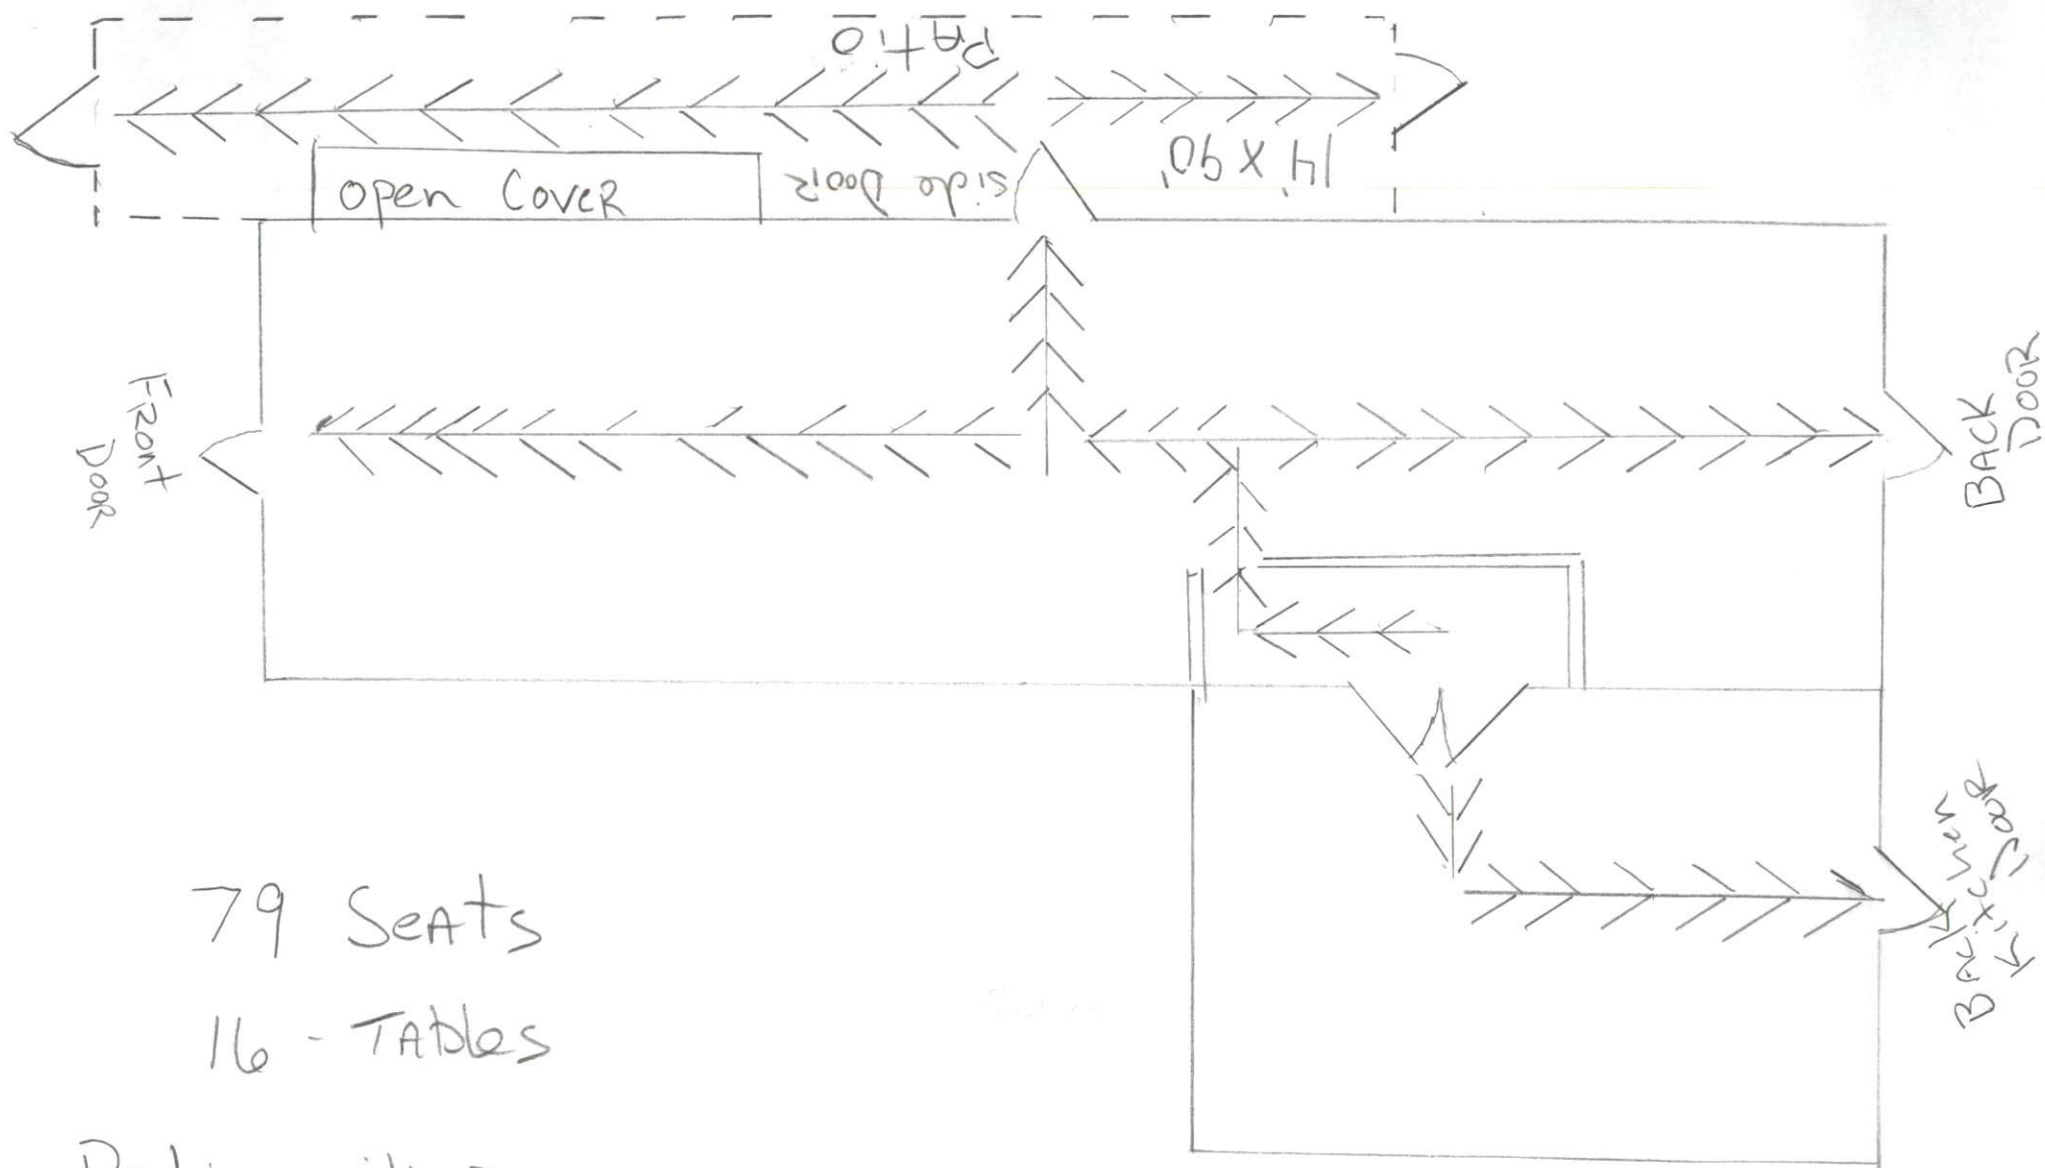 Patio
14' x 90'
side Door
Open Cover
Front
Door
Back
Door
Back
Kitchen
Door
79 Seats
16 - Tables